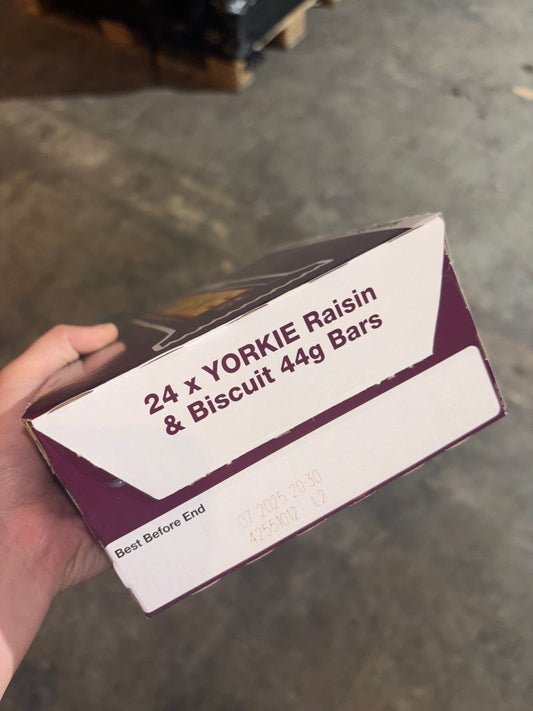 24 x YORKIE Raisin
& Biscuit 44g Bars
Best Before End
07 2025 20:30
42551012 L2